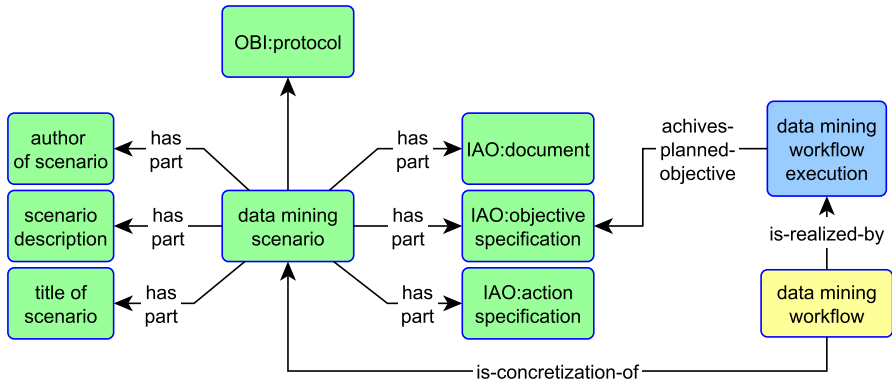 OBI:protocol
author
of scenario
has
part
has
part
IAO:document
achives-
planned-
objective
data mining
workflow
execution
scenario
description
has
part
data mining
scenario
has
part
IAO:objective
specification
is-realized-by
title of
scenario
has
part
has
part
IAO:action
specification
data mining
workflow
is-concretization-of